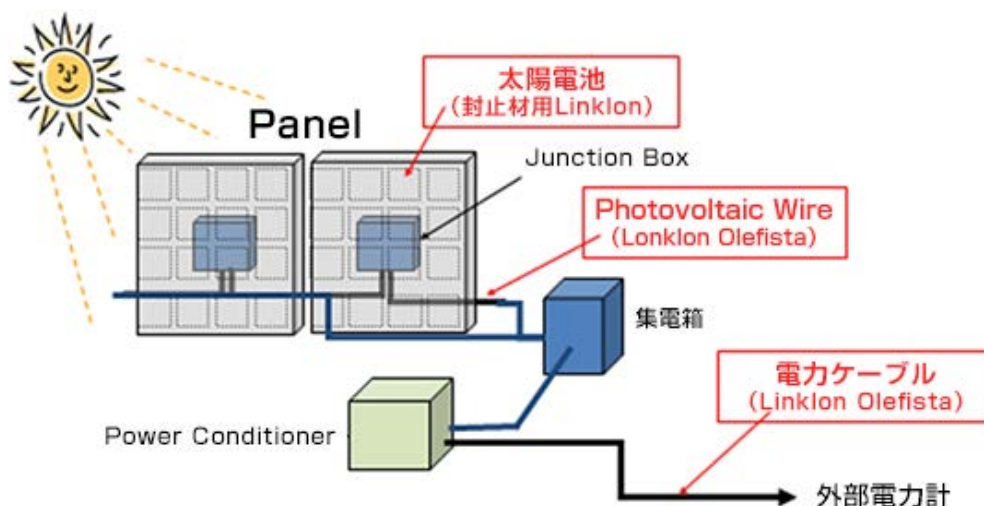 太陽電池
(封止材用Linklon)
Panel
Junction Box
Photovoltaic Wire
(Lonklon Olefista)
集電箱
電力ケーブル
(Linklon Olefista)
Power Conditioner
外部電力計